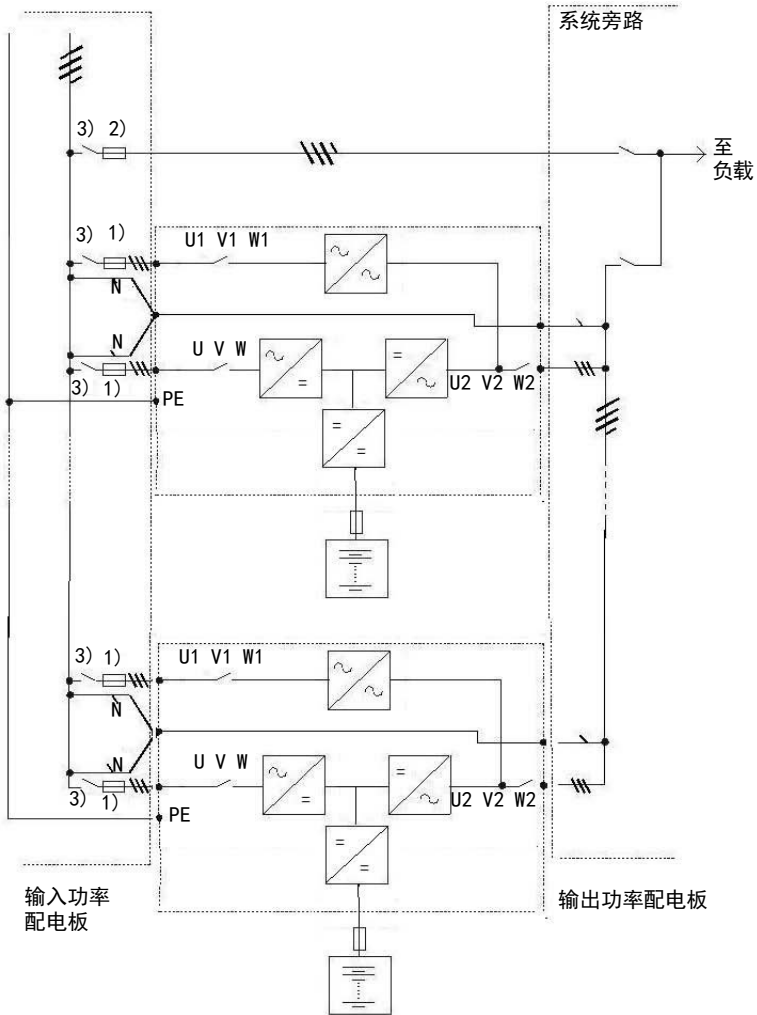 系统旁路
3) 2)
至
负载
3) 1)
U1 V1 W1
N
N
U V W
3) 1)
U2 V2 W2
PE
3) 1)
U1 V1 W1
N
N
U V W
3) 1)
U2 V2 W2
PE
输入功率
配电板
输出功率配电板